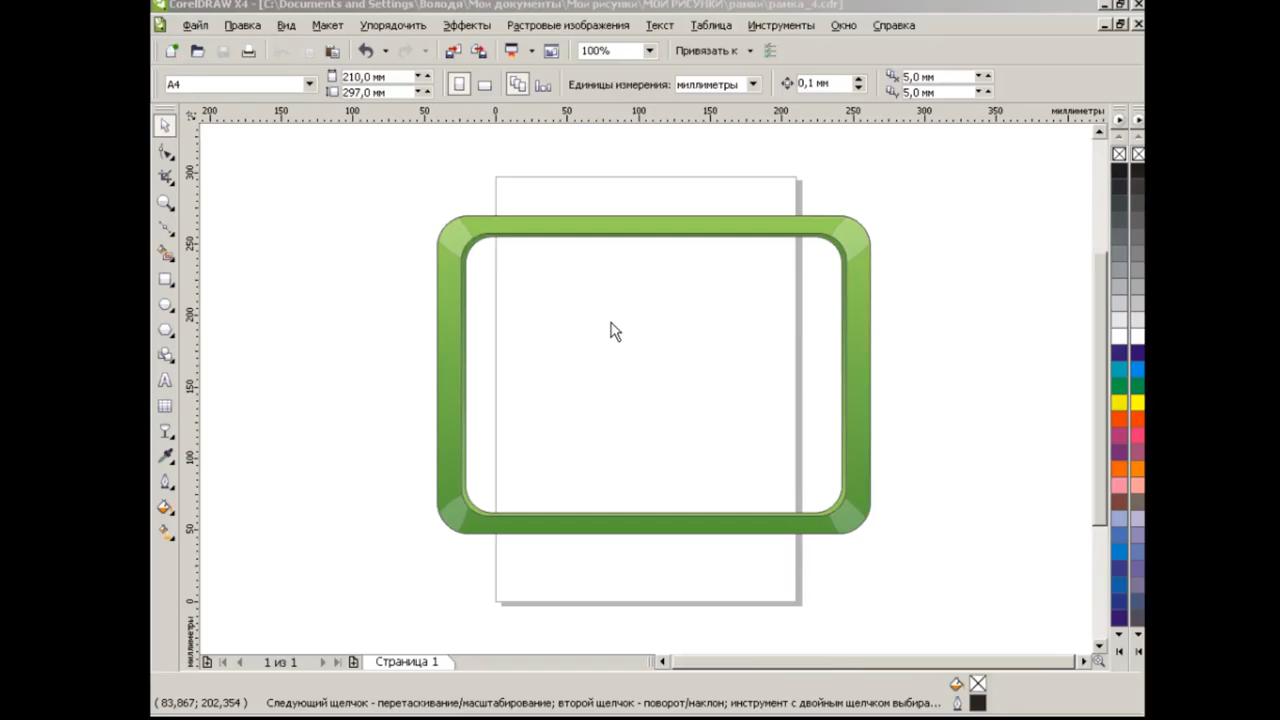 CorelDRAW X4 - [C:\Documents and Settings\Володя\Мои документы\Мои рисунки\МОИ РИСУНКИ\рамки\рамка_4.cdr]
Файл Правка Вид Макет Упорядочить Эффекты Растровые изображения Текст Таблица Инструменты Окно Справка
100% Привязать к
A4 210,0 мм 297,0 мм Единицы измерения: миллиметры 0,1 мм 5,0 мм 5,0 мм
200 150 100 50 0 50 100 150 200 250 300 350 миллиметры
300
250
200
150
100
50
0
миллиметры
1 из 1 Страница 1
( 83,867; 202,354 ) Следующий щелчок - перетаскивание/масштабирование; второй щелчок - поворот/наклон; инструмент с двойным щелчком выбира...